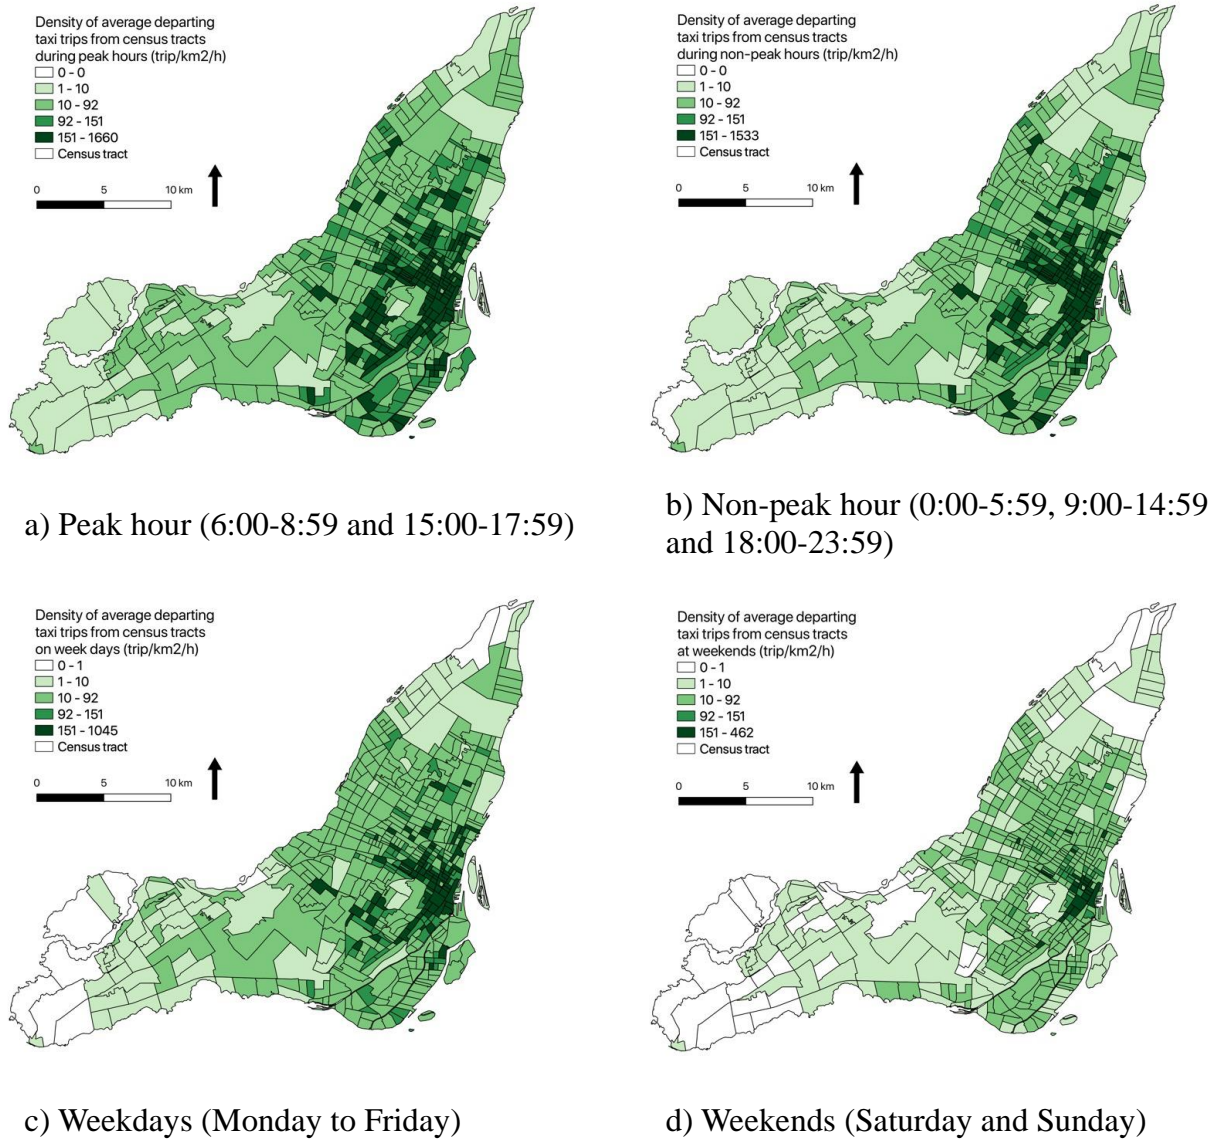 Density of average departing
taxi trips from census tracts
during peak hours (trip/km2/h)
0 - 0
1 - 10
10 - 92
92 - 151
151 - 1660
Census tract
0 5 10 km
Density of average departing
taxi trips from census tracts
during non-peak hours (trip/km2/h)
0 - 0
1 - 10
10 - 92
92 - 151
151 - 1533
Census tract
0 5 10 km
a) Peak hour (6:00-8:59 and 15:00-17:59)
b) Non-peak hour (0:00-5:59, 9:00-14:59
and 18:00-23:59)
Density of average departing
taxi trips from census tracts
on week days (trip/km2/h)
0 - 1
1 - 10
10 - 92
92 - 151
151 - 1045
Census tract
0 5 10 km
Density of average departing
taxi trips from census tracts
at weekends (trip/km2/h)
0 - 1
1 - 10
10 - 92
92 - 151
151 - 462
Census tract
0 5 10 km
c) Weekdays (Monday to Friday)
d) Weekends (Saturday and Sunday)